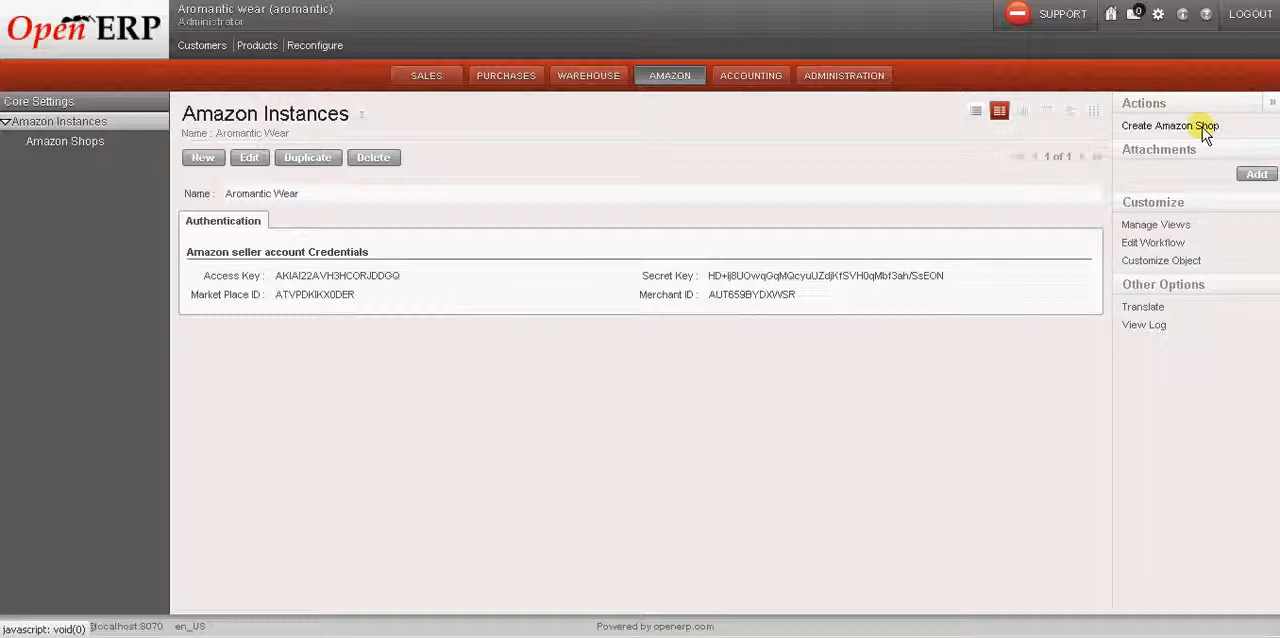 Open ERP
Aromantic wear (aromantic)
Administrator
Customers Products Reconfigure
0 SUPPORT LOGOUT
SALES PURCHASES WAREHOUSE AMAZON ACCOUNTING ADMINISTRATION
Core Settings
Amazon Instances
Amazon Shops
Amazon Instances ?
Name : Aromantic Wear
New Edit Duplicate Delete
1 of 1
Name : Aromantic Wear
Authentication
Amazon seller account Credentials
Access Key :
Secret Key :
Market Place ID : ATVPDKIKX0DER
Merchant ID : AUT659BYDXWSR
Actions »
Create Amazon Shop
Attachments
Add
Customize
Manage Views
Edit Workflow
Customize Object
Other Options
Translate
View Log
javascript: void(0) localhost:8070 en_US
Powered by openerp.com